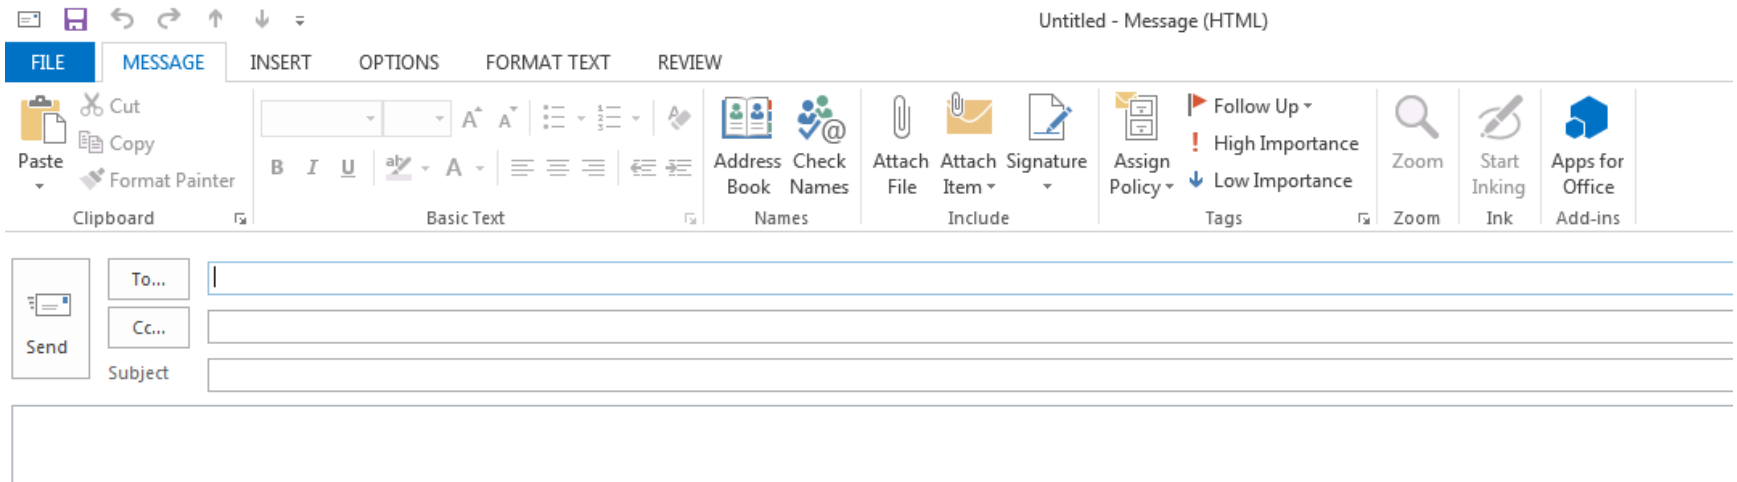 Untitled - Message (HTML)
FILE MESSAGE INSERT OPTIONS FORMAT TEXT REVIEW
Paste
Cut
Copy
Format Painter
Clipboard
B I U
Basic Text
Address Book
Check Names
Names
Attach File
Attach Item
Signature
Include
Assign Policy
Follow Up
High Importance
Low Importance
Tags
Zoom
Zoom
Start Inking
Ink
Apps for Office
Add-ins
Send
To...
Cc...
Subject